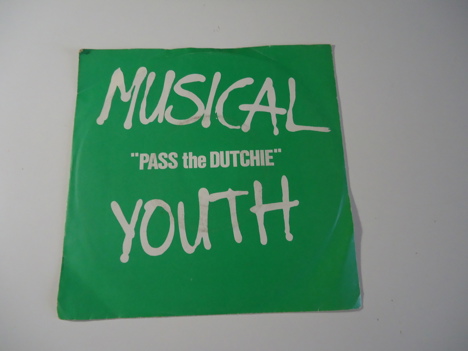 MUSICAL
"PASS the DUTCHIE"
YOUTH